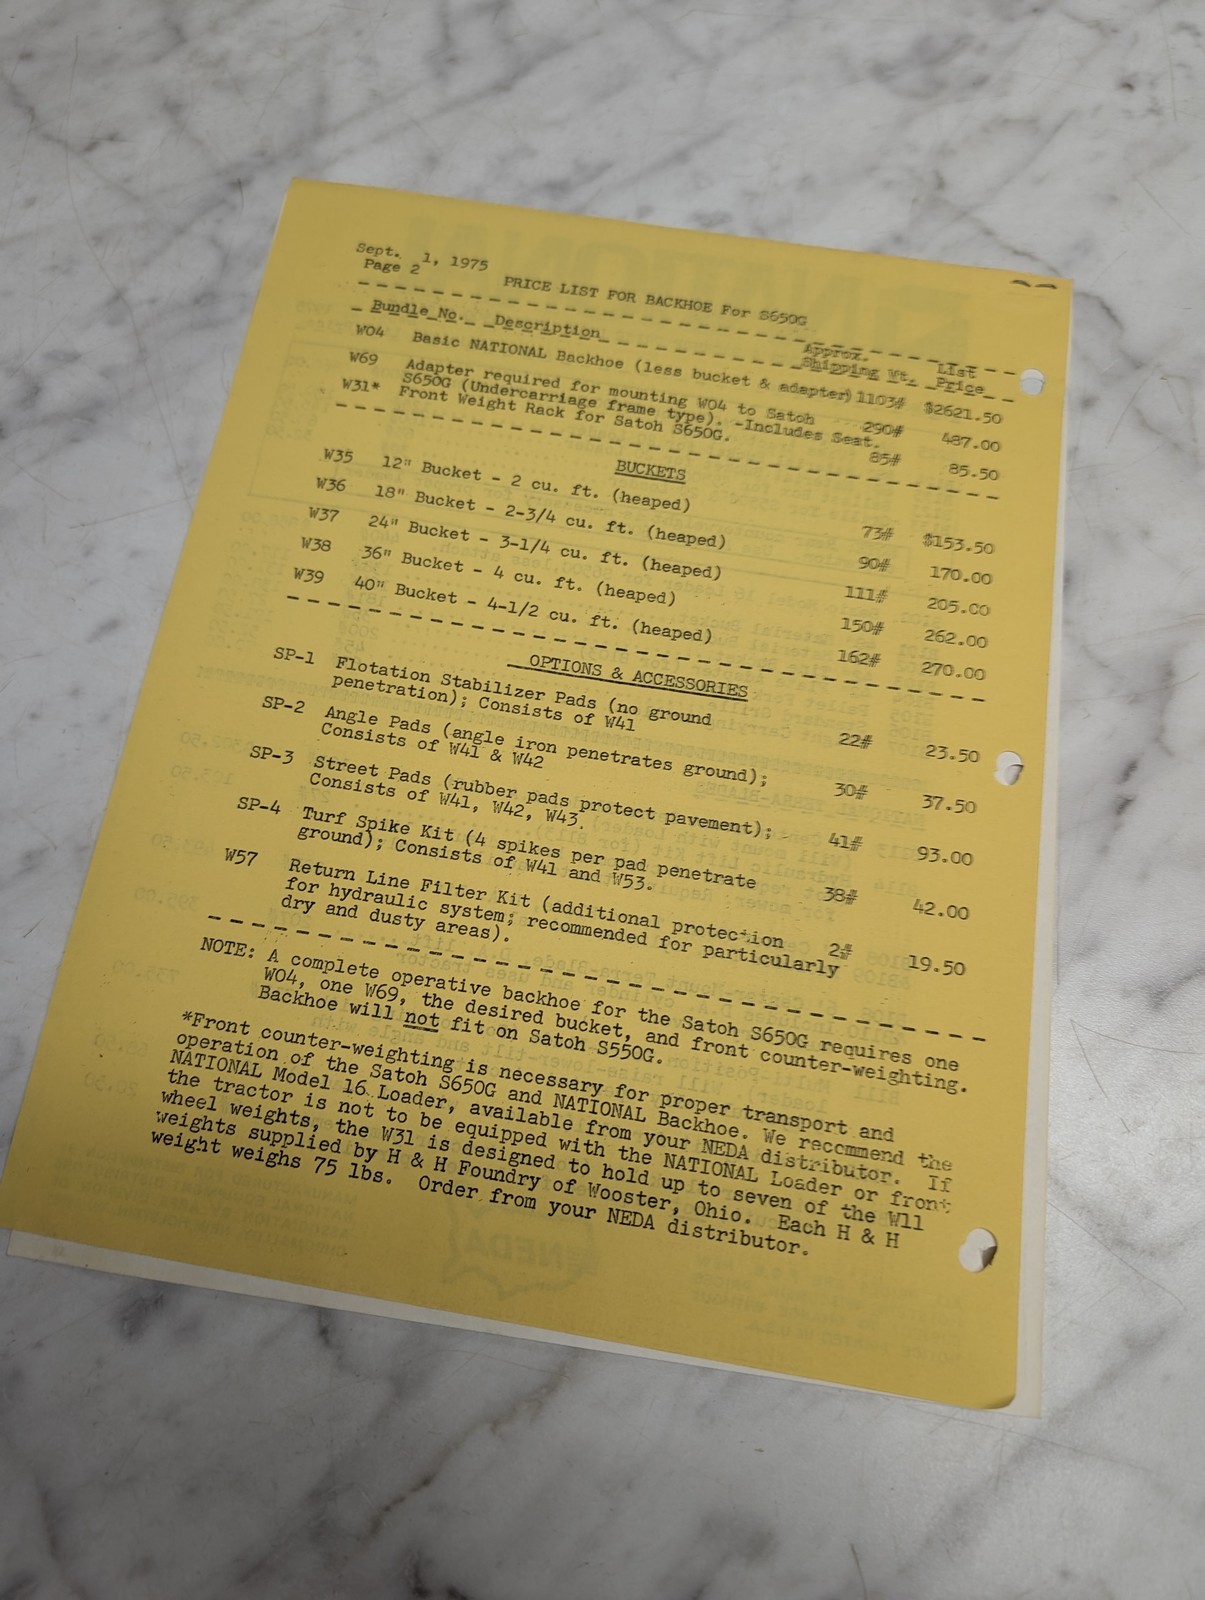 Sept. 1, 1975
Page 2
PRICE LIST FOR BACKHOE For S650G
Bundle No. Description Approx. Shipping Wt. List Price
W04 Basic NATIONAL Backhoe (less bucket & adapter) 1103# $2621.50
W69 Adapter required for mounting W04 to Satoh
S650G (Undercarriage frame type). -Includes Seat. 290# 487.00
W31* Front Weight Rack for Satoh S650G. 85# 85.50
BUCKETS
W35 12" Bucket - 2 cu. ft. (heaped) 73# $153.50
W36 18" Bucket - 2-3/4 cu. ft. (heaped) 90# 170.00
W37 24" Bucket - 3-1/4 cu. ft. (heaped) 111# 205.00
W38 36" Bucket - 4 cu. ft. (heaped) 150# 262.00
W39 40" Bucket - 4-1/2 cu. ft. (heaped) 162# 270.00
OPTIONS & ACCESSORIES
SP-1 Flotation Stabilizer Pads (no ground
penetration); Consists of W41 22# 23.50
SP-2 Angle Pads (angle iron penetrates ground);
Consists of W41 & W42 30# 37.50
SP-3 Street Pads (rubber pads protect pavement);
Consists of W41, W42, W43. 41# 93.00
SP-4 Turf Spike Kit (4 spikes per pad penetrate
ground); Consists of W41 and W53. 38# 42.00
W57 Return Line Filter Kit (additional protection
for hydraulic system; recommended for particularly
dry and dusty areas). 2# 19.50
NOTE: A complete operative backhoe for the Satoh S650G requires one
W04, one W69, the desired bucket, and front counter-weighting.
Backhoe will not fit on Satoh S550G.
*Front counter-weighting is necessary for proper transport and
operation of the Satoh S650G and NATIONAL Backhoe. We recommend the
NATIONAL Model 16 Loader, available from your NEDA distributor. If
the tractor is not to be equipped with the NATIONAL Loader or front
wheel weights, the W31 is designed to hold up to seven of the W11
weights supplied by H & H Foundry of Wooster, Ohio. Each H & H
weight weighs 75 lbs. Order from your NEDA distributor.